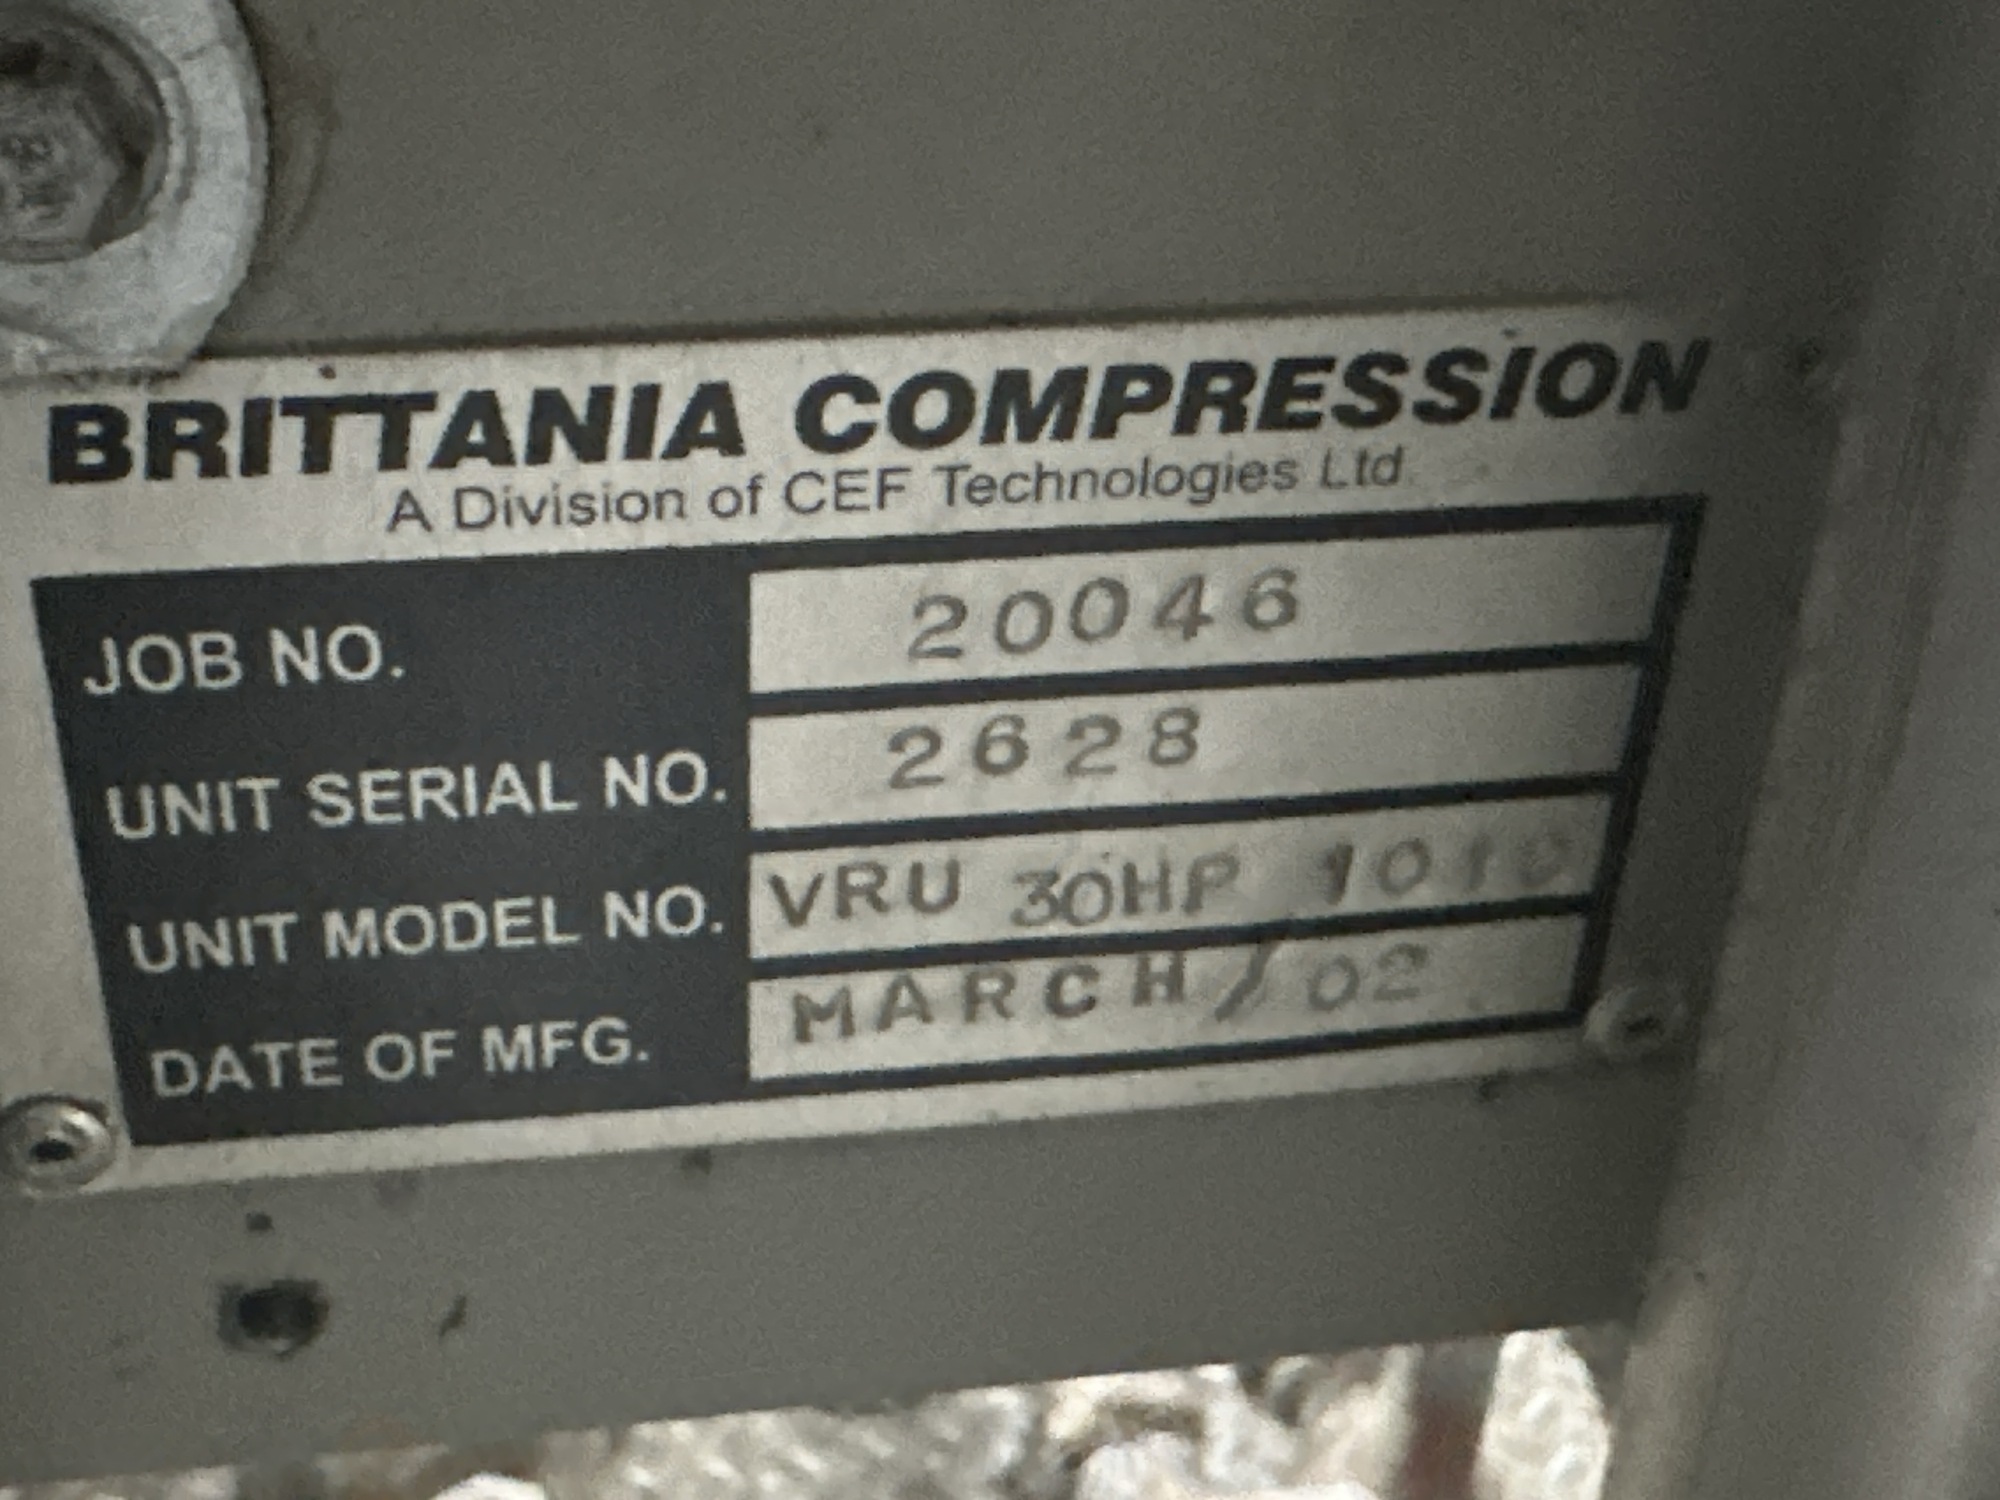 BRITTANIA COMPRESSION
A Division of CEF Technologies Ltd
JOB NO. 20046
UNIT SERIAL NO. 2628
UNIT MODEL NO. VRU 30HP 1010
DATE OF MFG. MARCH/02